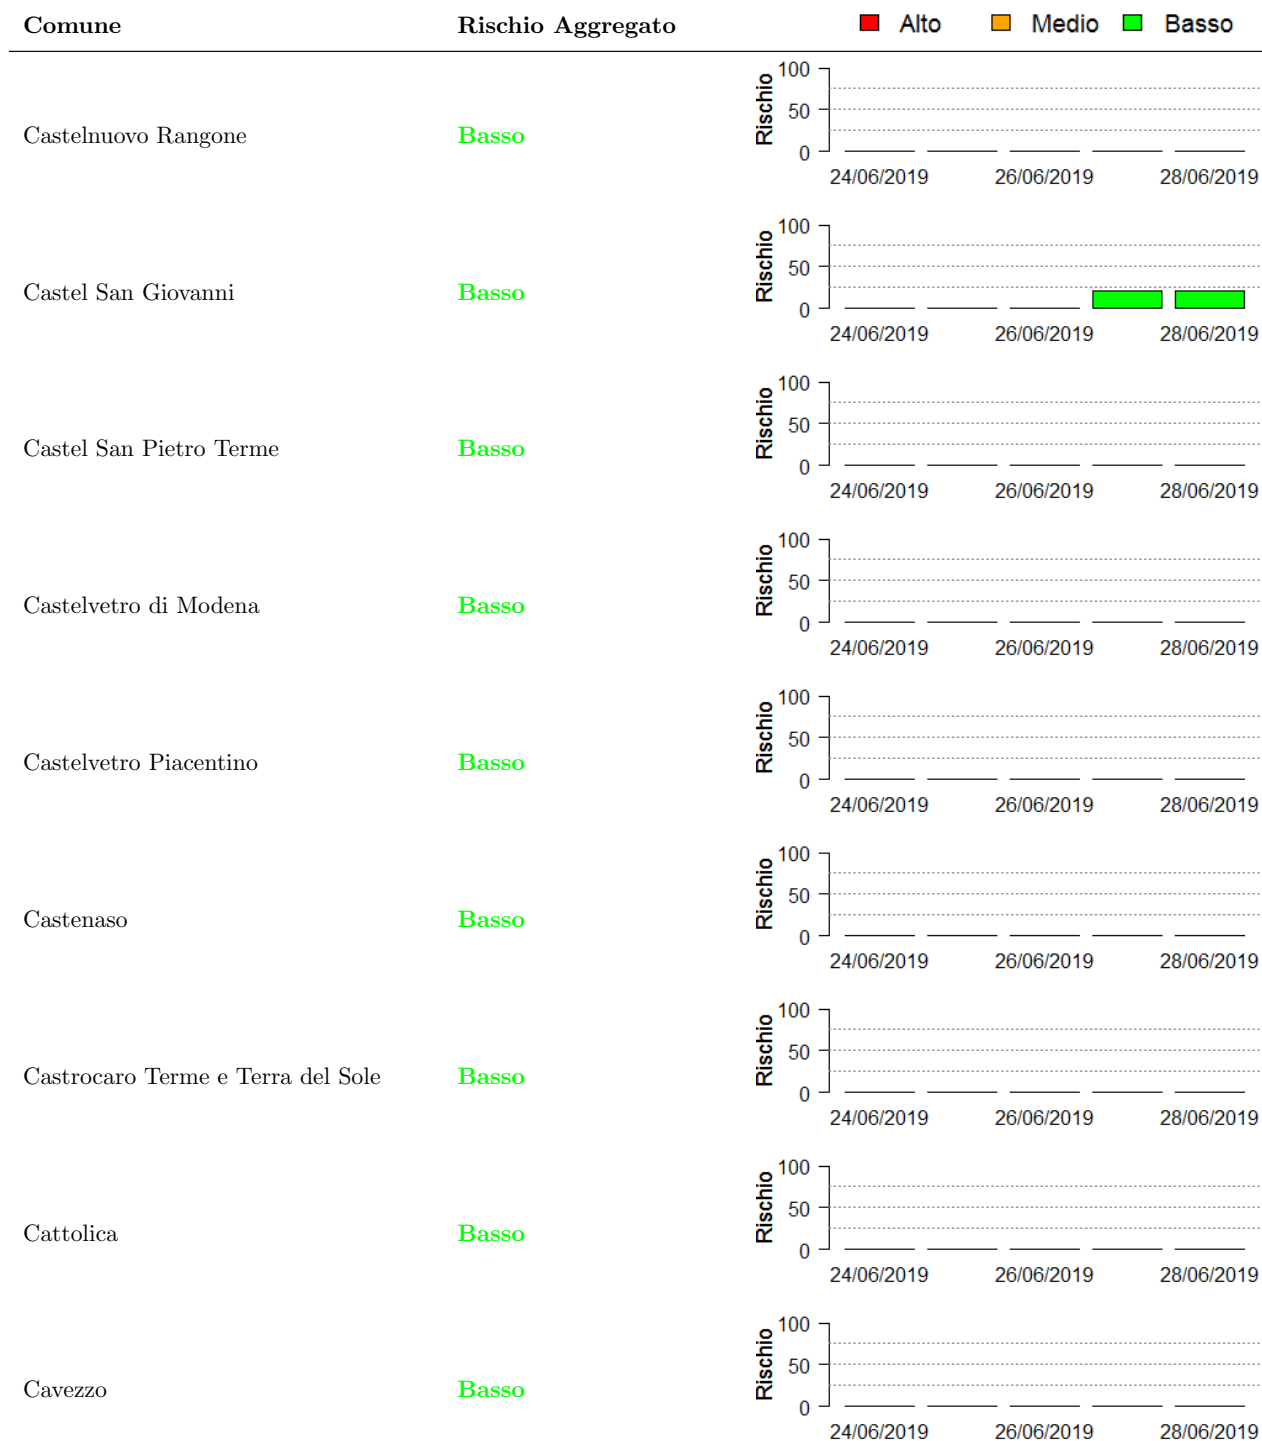 Comune Rischio Aggregato Alto Medio Basso
100
50
0
Rischio
Castelnuovo Rangone Basso
24/06/2019 26/06/2019 28/06/2019
100
50
0
Rischio
Castel San Giovanni Basso
24/06/2019 26/06/2019 28/06/2019
100
50
0
Rischio
Castel San Pietro Terme Basso
24/06/2019 26/06/2019 28/06/2019
100
50
0
Rischio
Castelvetro di Modena Basso
24/06/2019 26/06/2019 28/06/2019
100
50
0
Rischio
Castelvetro Piacentino Basso
24/06/2019 26/06/2019 28/06/2019
100
50
0
Rischio
Castenaso Basso
24/06/2019 26/06/2019 28/06/2019
100
50
0
Rischio
Castrocaro Terme e Terra del Sole Basso
24/06/2019 26/06/2019 28/06/2019
100
50
0
Rischio
Cattolica Basso
24/06/2019 26/06/2019 28/06/2019
100
50
0
Rischio
Cavezzo Basso
24/06/2019 26/06/2019 28/06/2019